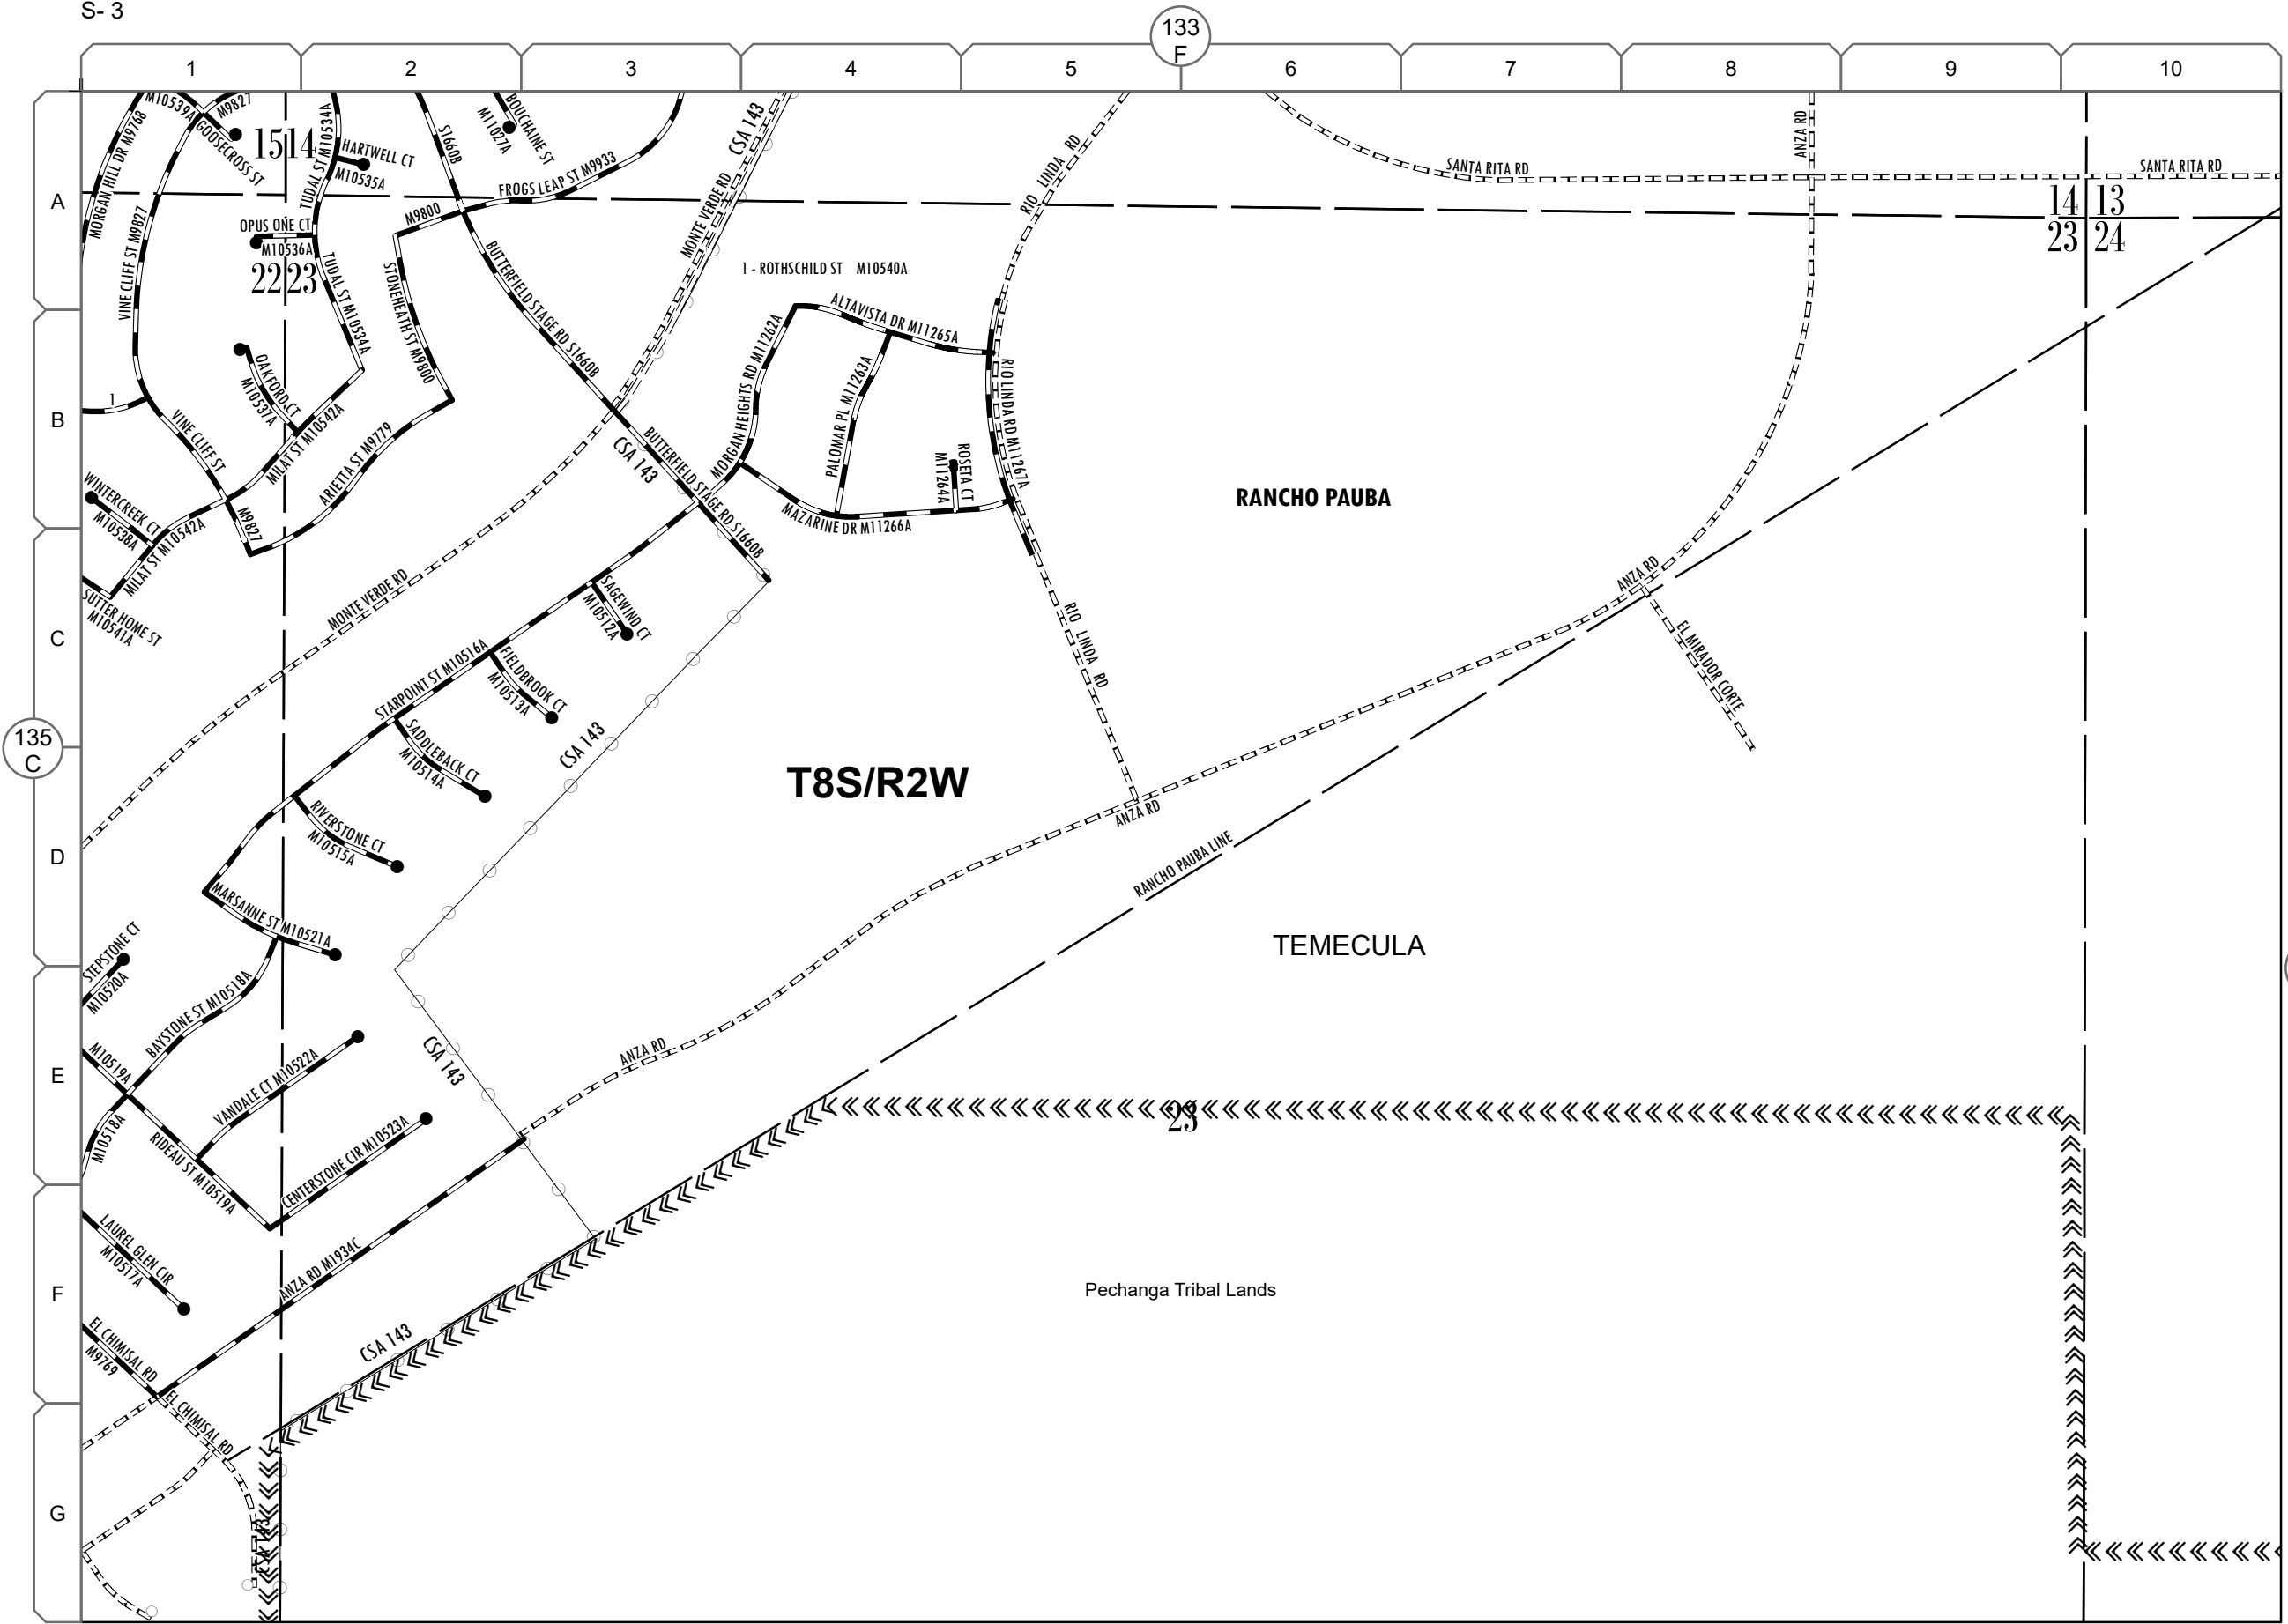 S- 3
133
F
1
2
3
4
5
6
7
8
9
10
A
B
C
D
E
F
G
135
C
M10539A
M9827
MORGAN HILL DR M9768
GOOSECROSS ST
15
14
TUDAL ST M10534A
HARTWELL CT
M10535A
S1660B
BOUCHAINE ST
M11027A
FROGS LEAP ST M9933
CSA 143
MONTE VERDE RD
RIO LINDA RD
SANTA RITA RD
ANZA RD
SANTA RITA RD
14
13
23
24
VINE CLIFF ST M9827
OPUS ONE CT
M10536A
22
23
TUDAL ST M10534A
M9800
STONEHEATH ST M9800
BUTTERFIELD STAGE RD S1660B
1 - ROTHSCHILD ST M10540A
ALTAVISTA DR M11265A
MORGAN HEIGHTS RD M11262A
PALOMAR PL M11263A
RIO LINDA RD M11267A
ROSETA CT
M11264A
MAZARINE DR M11266A
RANCHO PAUBA
1
OAKFORD CT
M10537A
VINE CLIFF ST
MILAT ST M10542A
ARIETTA ST M9779
CSA 143
BUTTERFIELD STAGE RD S1660B
WINTERCREEK CT
M10538A
MILAT ST M10542A
M9827
SUTTER HOME ST
M10541A
MONTE VERDE RD
SAGEWIND CT
M10512A
STARPOINT ST M10516A
FIELDBROOK CT
M10513A
SADDLEBACK CT
M10514A
CSA 143
RIO LINDA RD
ANZA RD
EL MIRADOR CORTE
T8S/R2W
ANZA RD
RIVERSTONE CT
M10515A
RANCHO PAUBA LINE
MARSANNE ST M10521A
TEMECULA
STEPSTONE CT
M10520A
BAYSTONE ST M10518A
M10519A
VANDALE CT M10522A
CSA 143
ANZA RD
M10518A
RIDEAU ST M10519A
CENTERSTONE CIR M10523A
23
LAUREL GLEN CIR
M10517A
ANZA RD M1934C
Pechanga Tribal Lands
EL CHIMISAL RD
M9769
CSA 143
EL CHIMISAL RD
CSA 143